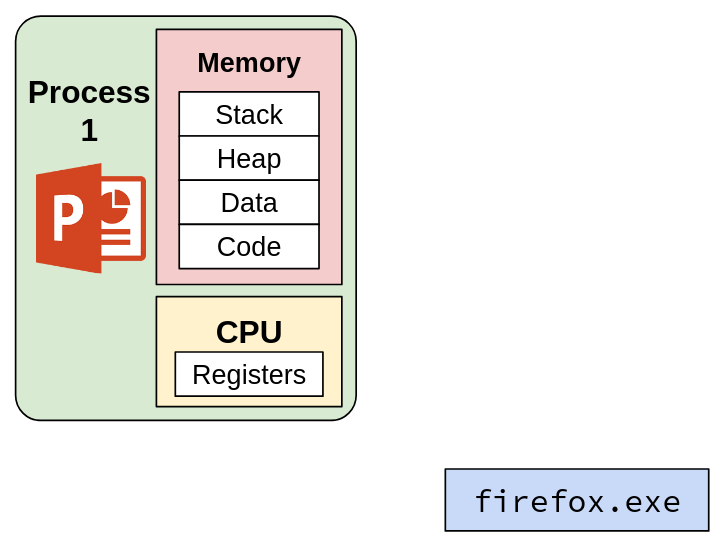 Process
1
P
Memory
Stack
Heap
Data
Code
CPU
Registers
firefox.exe